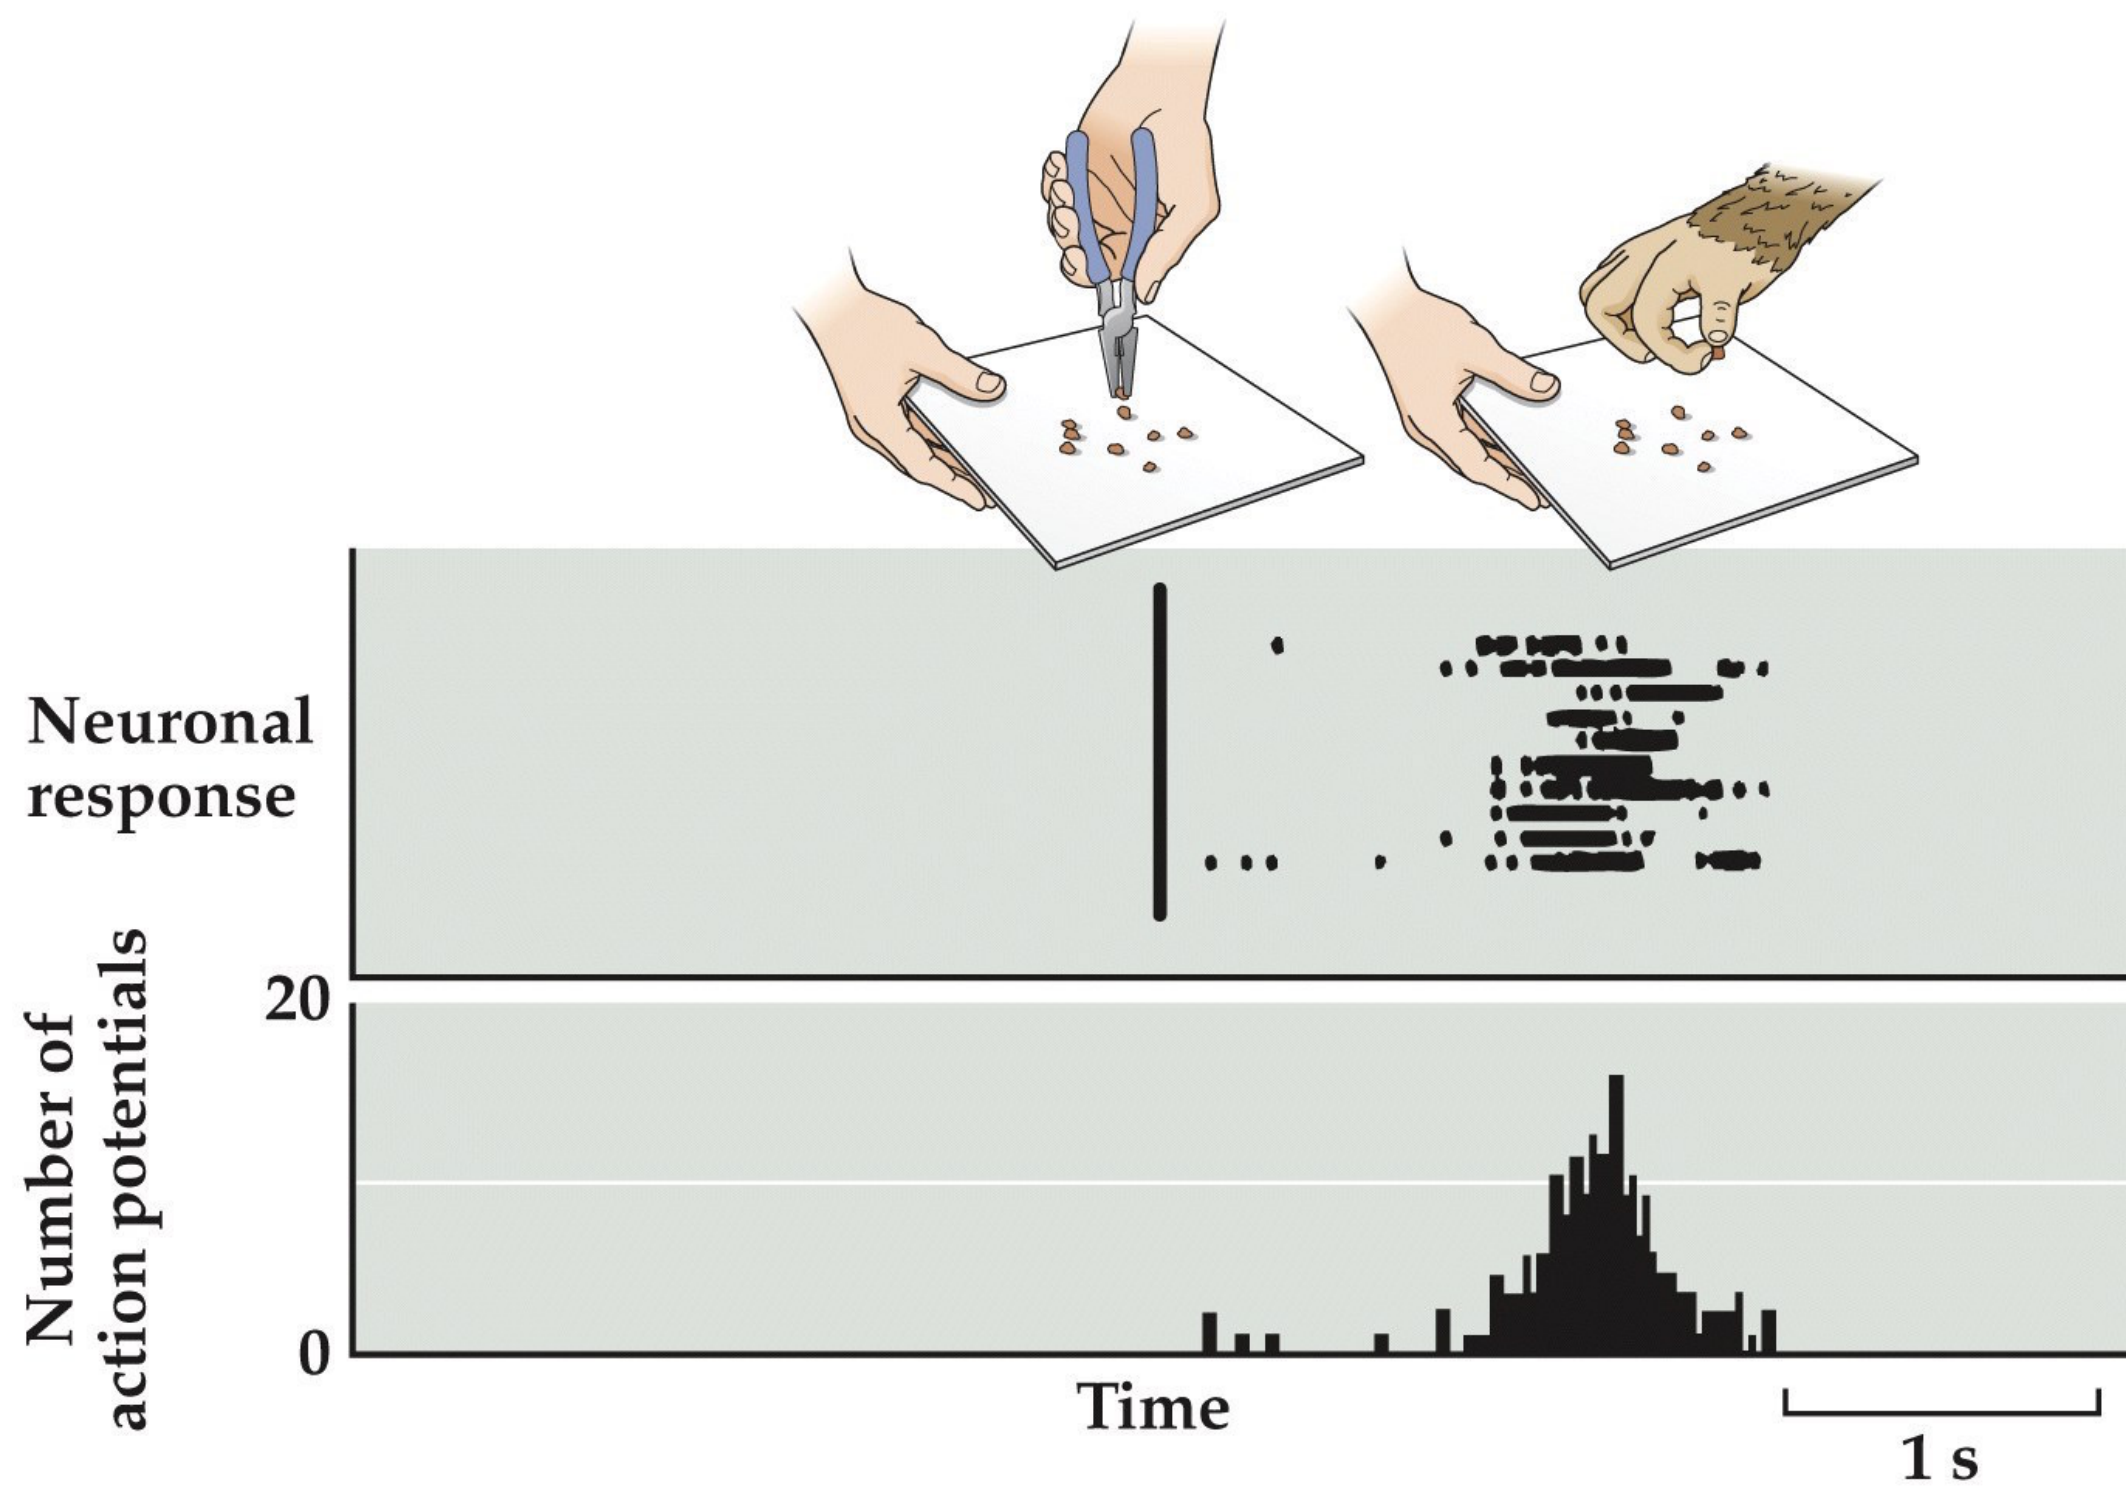 Neuronal
response
20
Number of
action potentials
0
Time
1 s